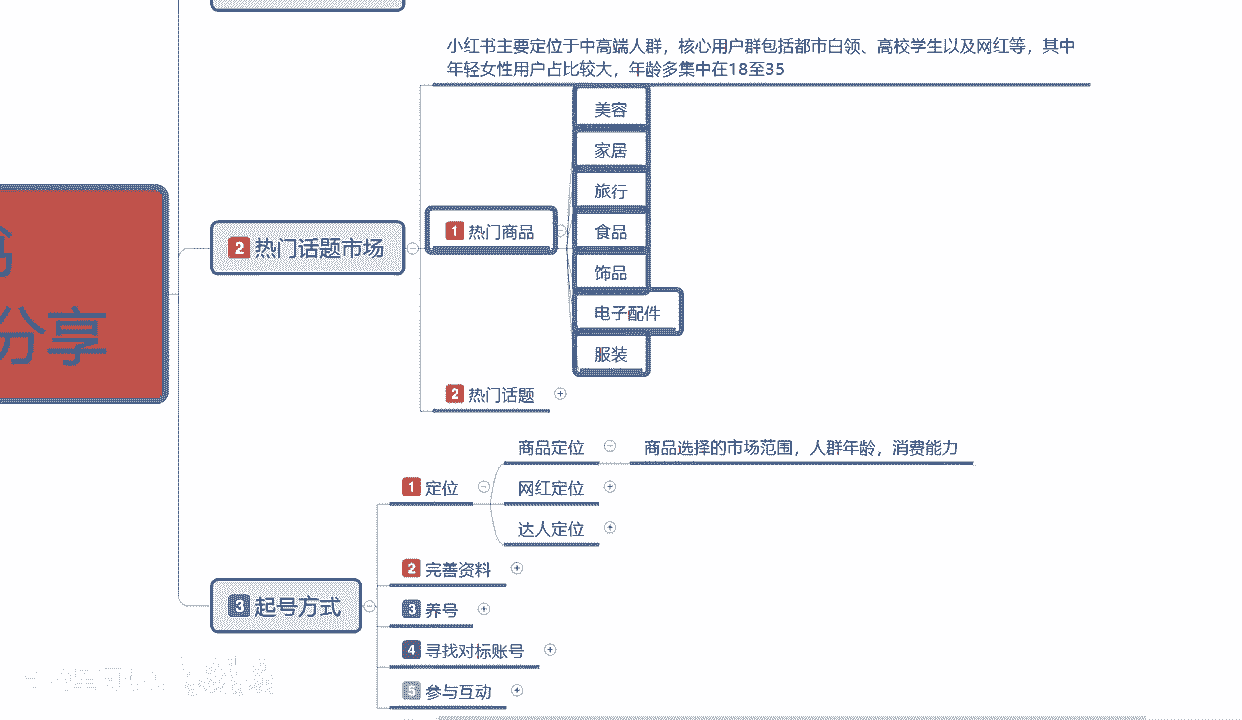 小红书主要定位于中高端人群，核心用户群包括都市白领、高校学生以及网红等，其中
年轻女性用户占比较大，年龄多集中在18至35
美容
家居
旅行
食品
饰品
电子配件
服装
1 热门商品
2 热门话题市场
2 热门话题
分享
商品定位
商品选择的市场范围，人群年龄，消费能力
1 定位
网红定位
达人定位
2 完善资料
3 起号方式
3 养号
4 寻找对标账号
5 参与互动